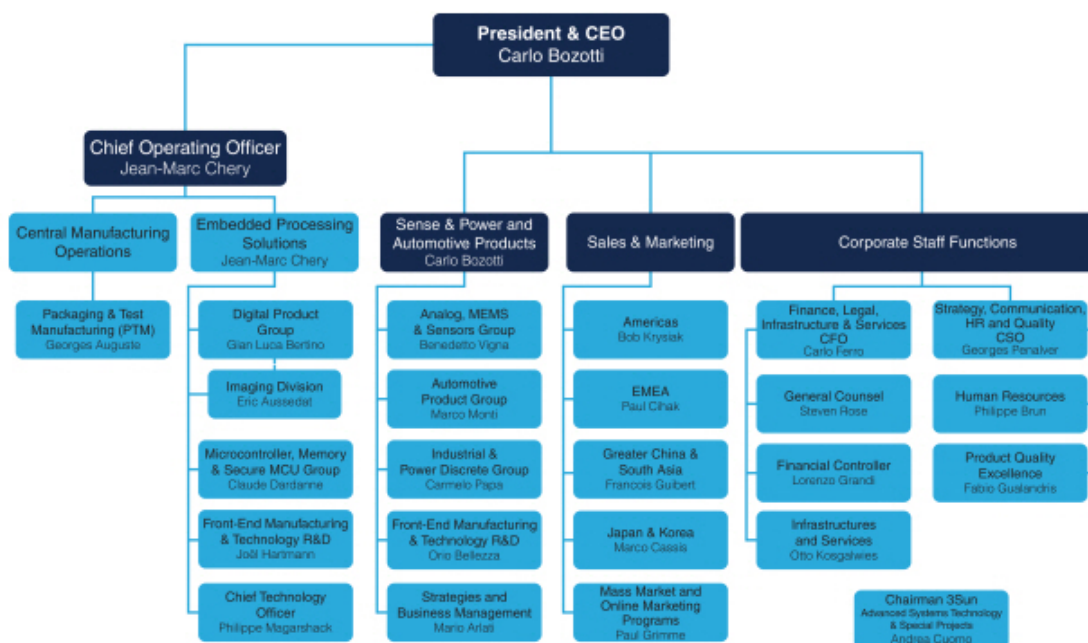 President & CEO
Carlo Bozotti
Chief Operating Officer
Jean-Marc Chery
Central Manufacturing
Operations
Packaging & Test
Manufacturing (PTM)
Georges Auguste
Embedded Processing
Solutions
Jean-Marc Chery
Digital Product
Group
Gian Luca Bertino
Imaging Division
Eric Aussedat
Microcontroller, Memory
& Secure MCU Group
Claude Dardanne
Front-End Manufacturing
& Technology R&D
Joël Hartmann
Chief Technology
Officer
Philippe Magarshack
Sense & Power and
Automotive Products
Carlo Bozotti
Analog, MEMS
& Sensors Group
Benedetto Vigna
Automotive
Product Group
Marco Monti
Industrial &
Power Discrete Group
Carmelo Papa
Front-End Manufacturing
& Technology R&D
Orio Bellezza
Strategies and
Business Management
Mario Arlati
Sales & Marketing
Americas
Bob Krysiak
EMEA
Paul Cihak
Greater China &
South Asia
Francois Guibert
Japan & Korea
Marco Cassis
Mass Market and
Online Marketing
Programs
Paul Grimme
Corporate Staff Functions
Finance, Legal,
Infrastructure & Services
CFO
Carlo Ferro
General Counsel
Steven Rose
Financial Controller
Lorenzo Grandi
Infrastructures
and Services
Otto Kosgalwies
Strategy, Communication,
HR and Quality
CSO
Georges Penalver
Human Resources
Philippe Brun
Product Quality
Excellence
Fabio Gualandris
Chairman 3Sun
Advanced Systems Technology
& Special Projects
Andrea Cuomo